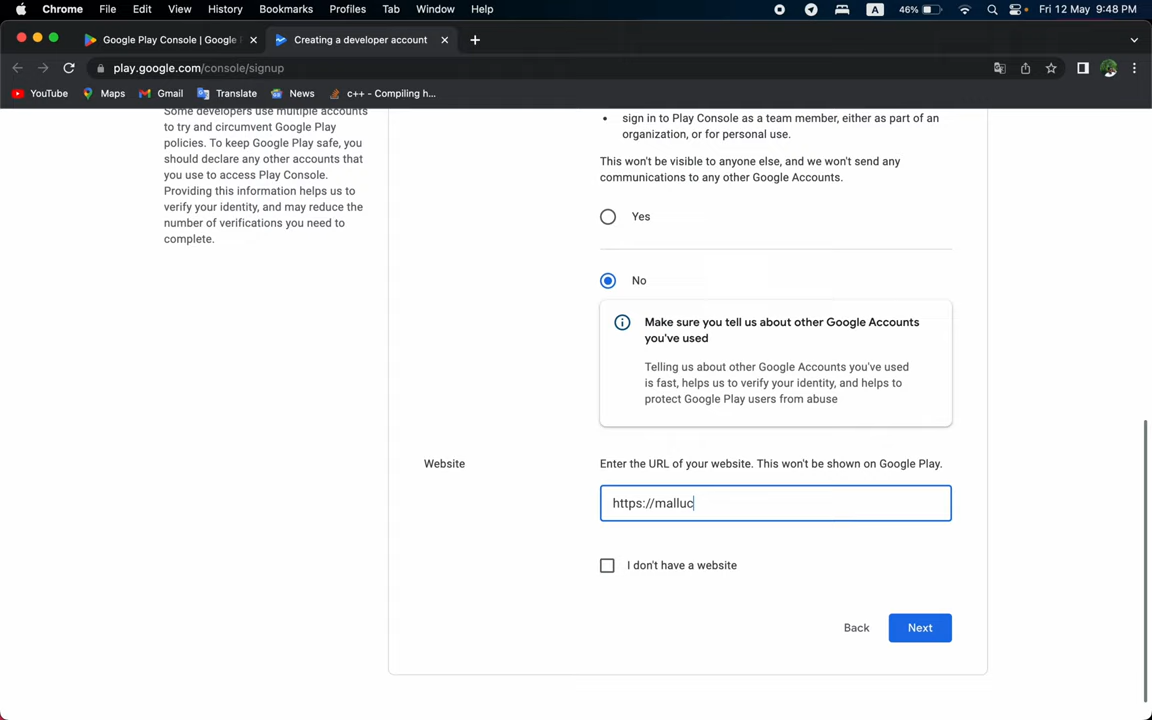 Chrome File Edit View History Bookmarks Profiles Tab Window Help A 46% Fri 12 May 9:48 PM
Google Play Console | Google Creating a developer account
play.google.com/console/signup
YouTube Maps Gmail Translate News c++ - Compiling h...
Some developers use multiple accounts
to try and circumvent Google Play
policies. To keep Google Play safe, you
should declare any other accounts that
you use to access Play Console.
Providing this information helps us to
verify your identity, and may reduce the
number of verifications you need to
complete.
• sign in to Play Console as a team member, either as part of an
organization, or for personal use.
This won't be visible to anyone else, and we won't send any
communications to any other Google Accounts.
Yes
No
Make sure you tell us about other Google Accounts
you've used
Telling us about other Google Accounts you've used
is fast, helps us to verify your identity, and helps to
protect Google Play users from abuse
Website
Enter the URL of your website. This won't be shown on Google Play.
https://malluc
I don't have a website
Back Next